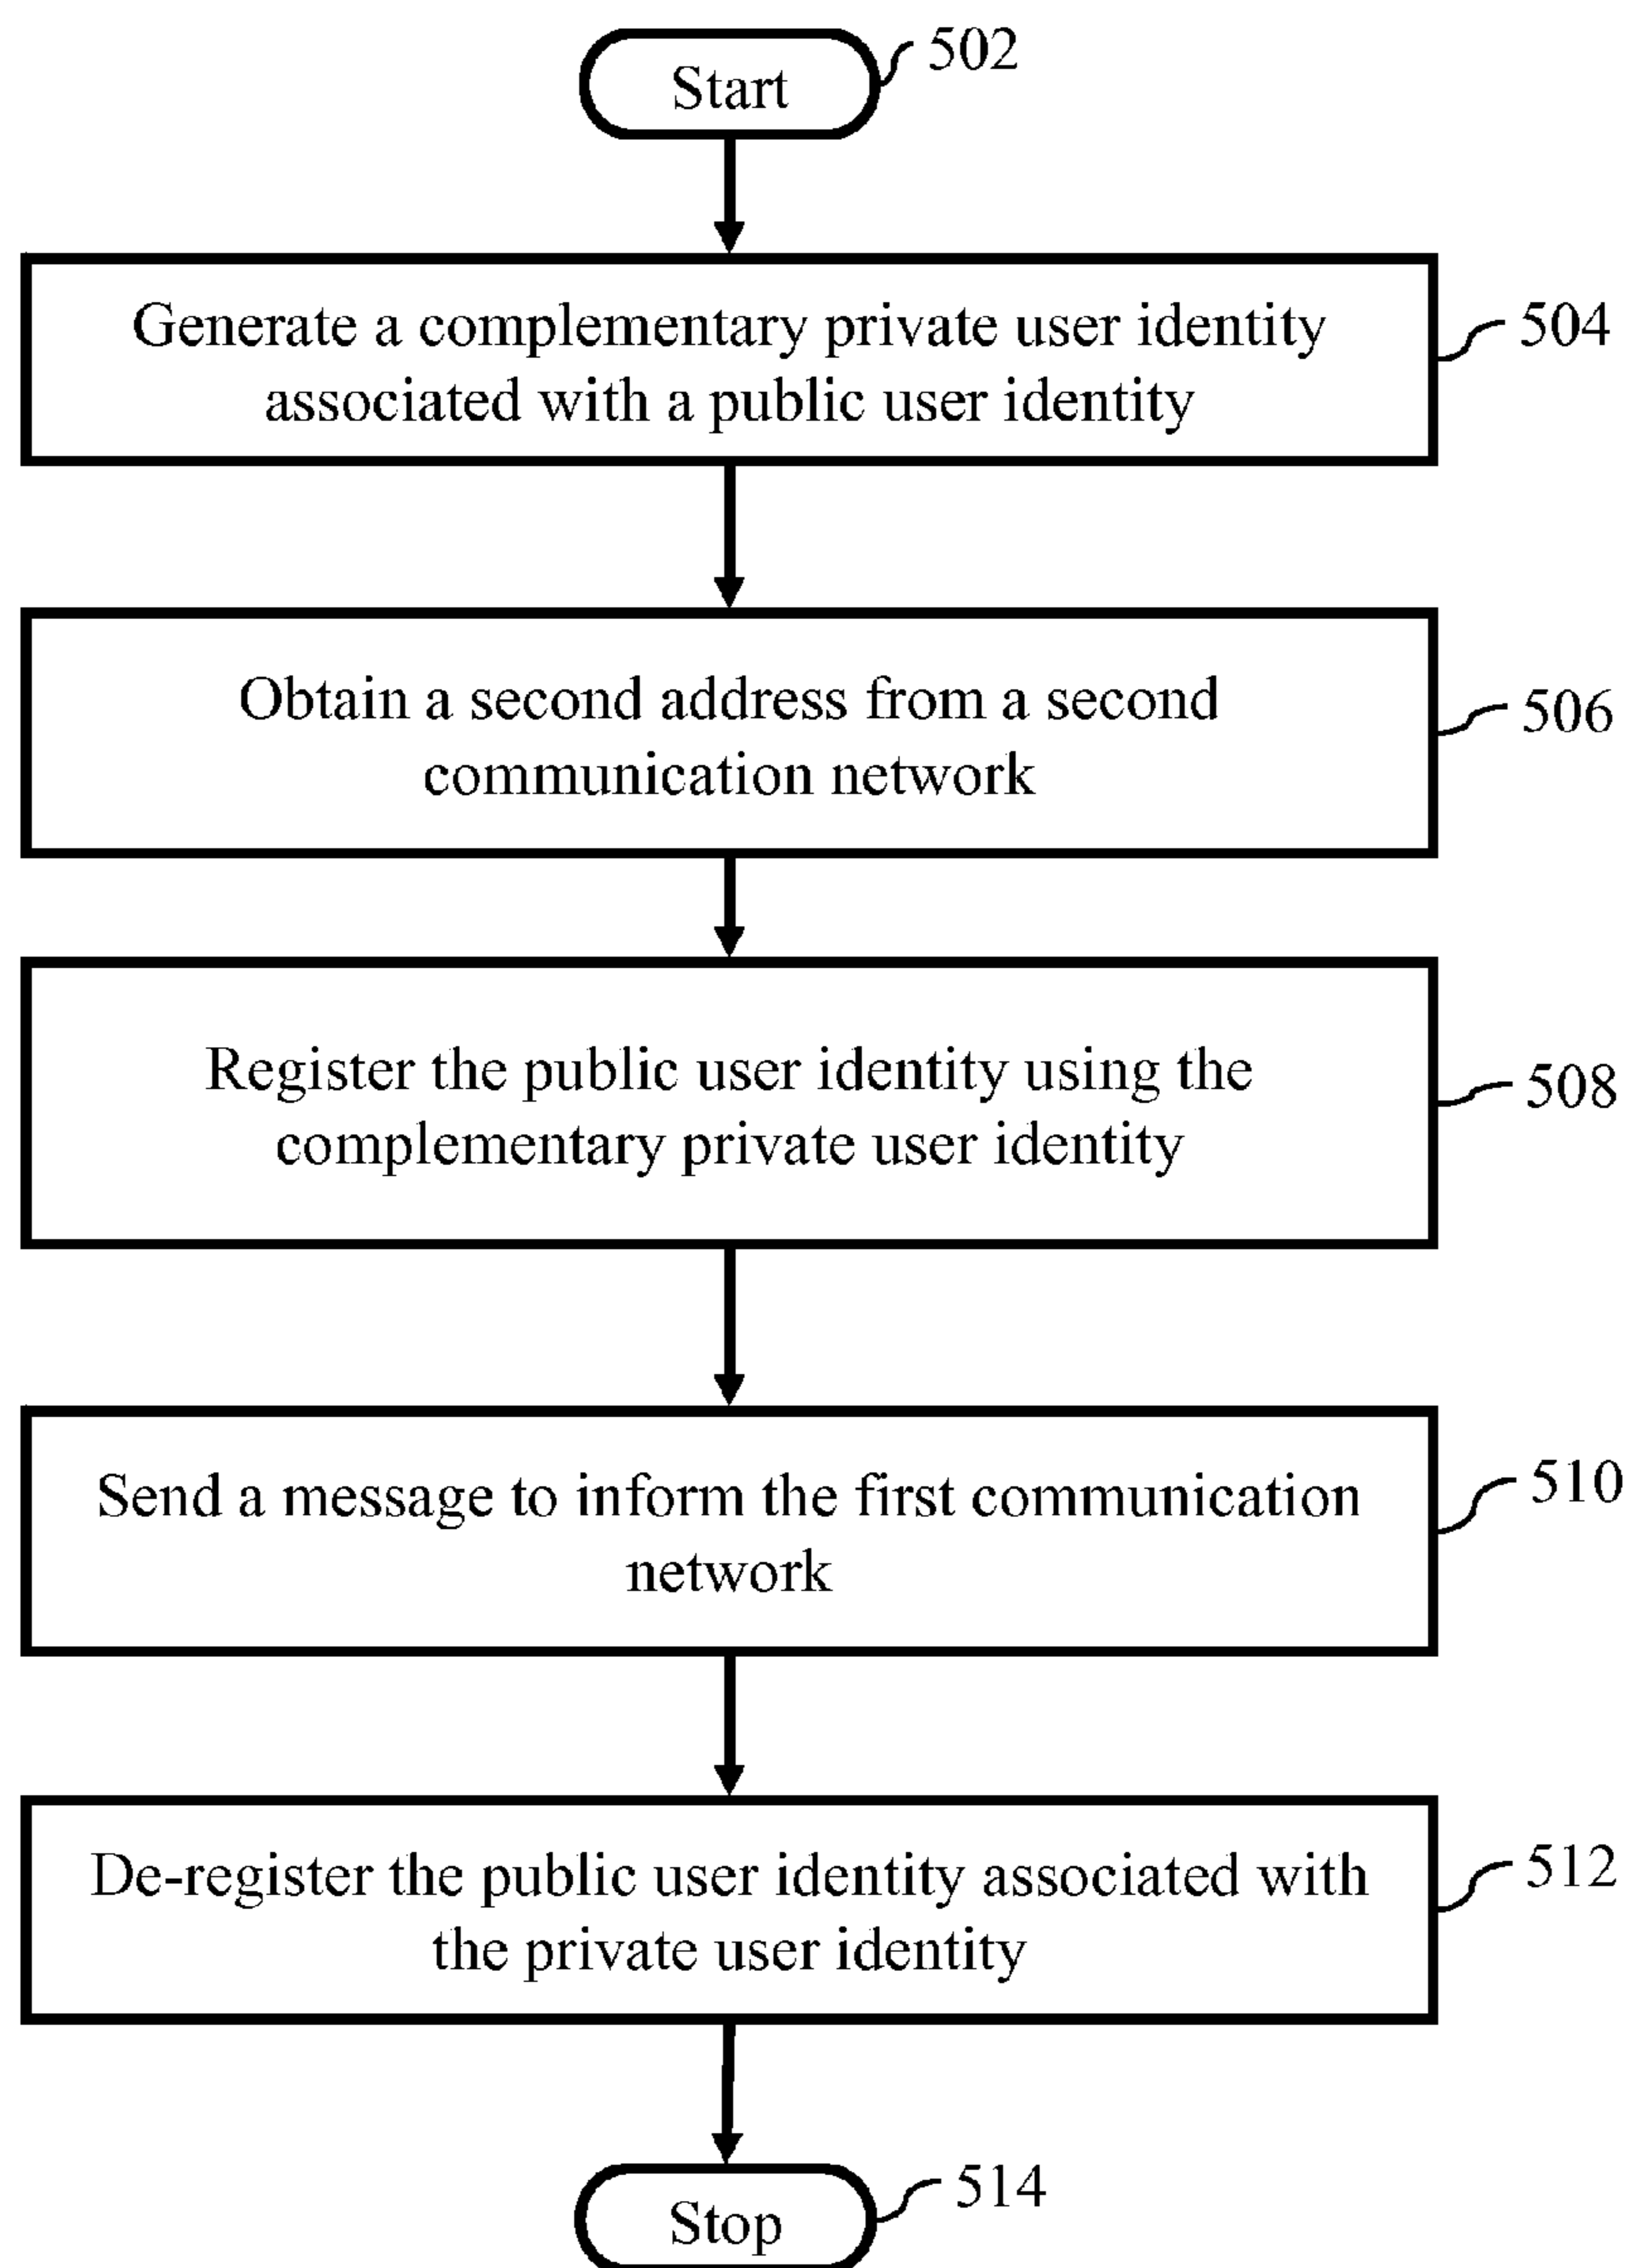 Start
502
Generate a complementary private user identity
associated with a public user identity
504
Obtain a second address from a second
communication network
506
Register the public user identity using the
complementary private user identity
508
Send a message to inform the first communication
network
510
De-register the public user identity associated with
the private user identity
512
Stop
514